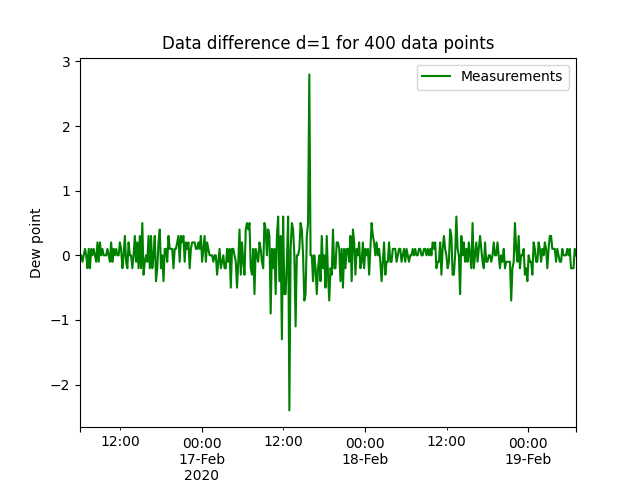 Data difference d=1 for 400 data points
Measurements
Dew point
3
2
1
0
−1
−2
12:00
00:00
12:00
00:00
12:00
00:00
17-Feb
18-Feb
19-Feb
2020